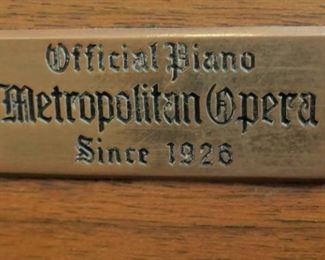 Official Piano
Metropolitan Opera
Since 1926